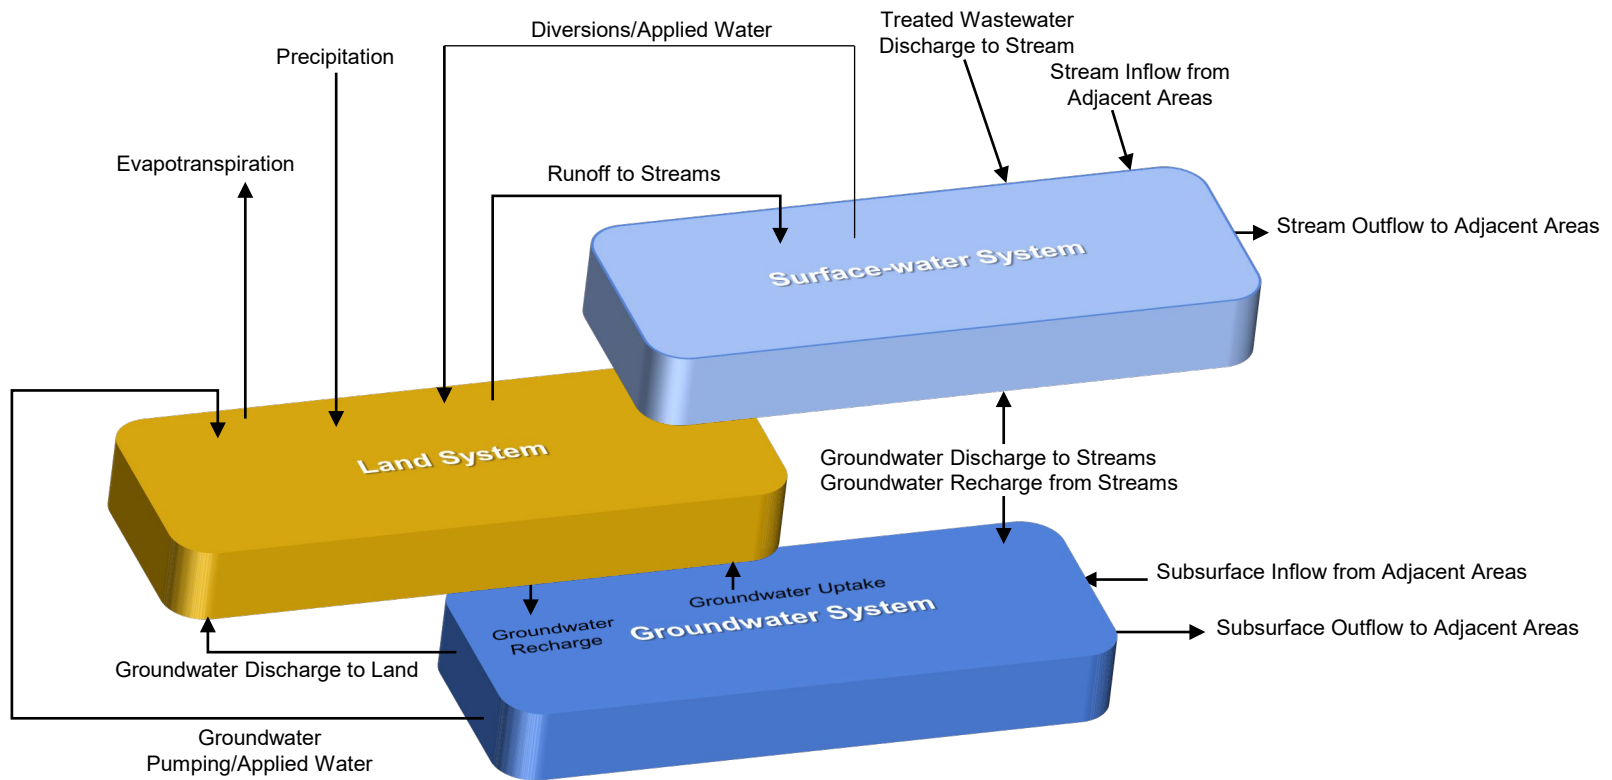 Diversions/Applied Water
Treated Wastewater
Discharge to Stream
Precipitation
Stream Inflow from
Adjacent Areas
Evapotranspiration
Runoff to Streams
Stream Outflow to Adjacent Areas
Surface-water System
Land System
Groundwater Discharge to Streams
Groundwater Recharge from Streams
Subsurface Inflow from Adjacent Areas
Groundwater Uptake
Groundwater System
Groundwater
Recharge
Subsurface Outflow to Adjacent Areas
Groundwater Discharge to Land
Groundwater
Pumping/Applied Water